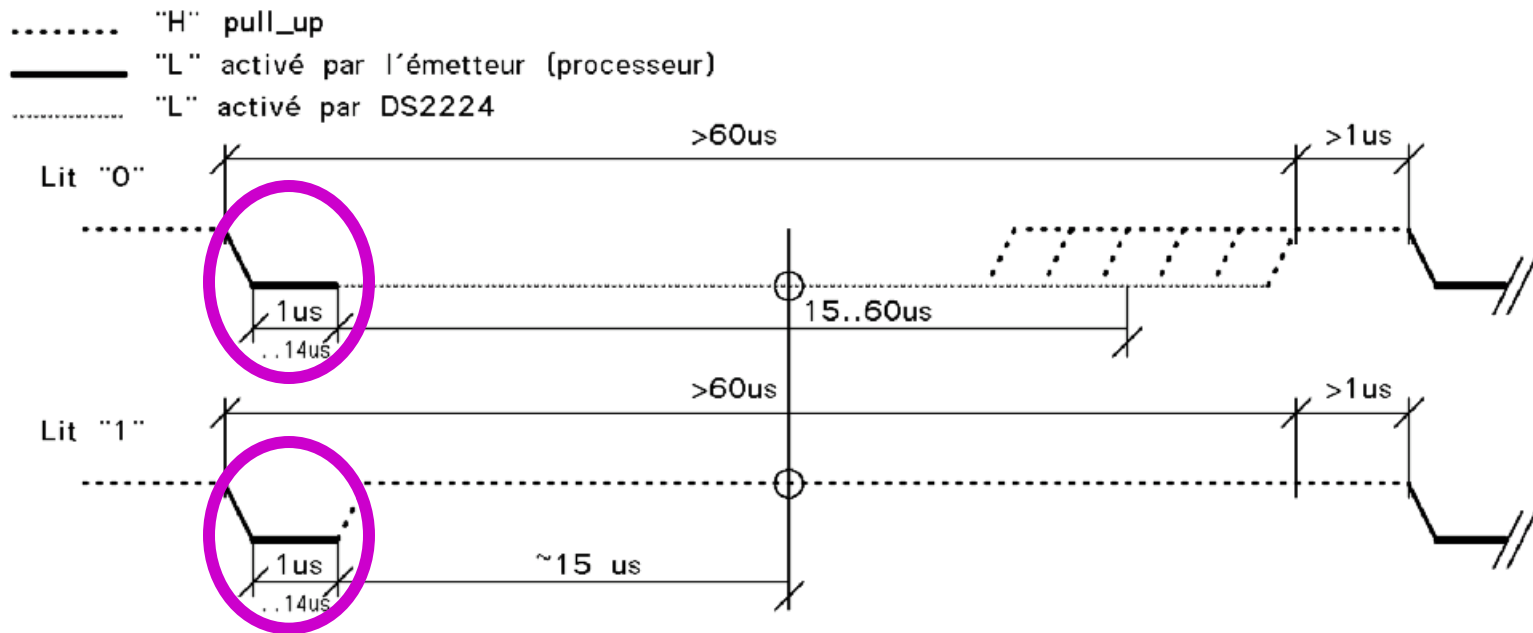 "H" pull_up
"L" activé par l'émetteur (processeur)
"L" activé par DS2224
>60us >1us
Lit "0"
1us 15..60us
..14us
>60us >1us
Lit "1"
1us ~15 us
..14us